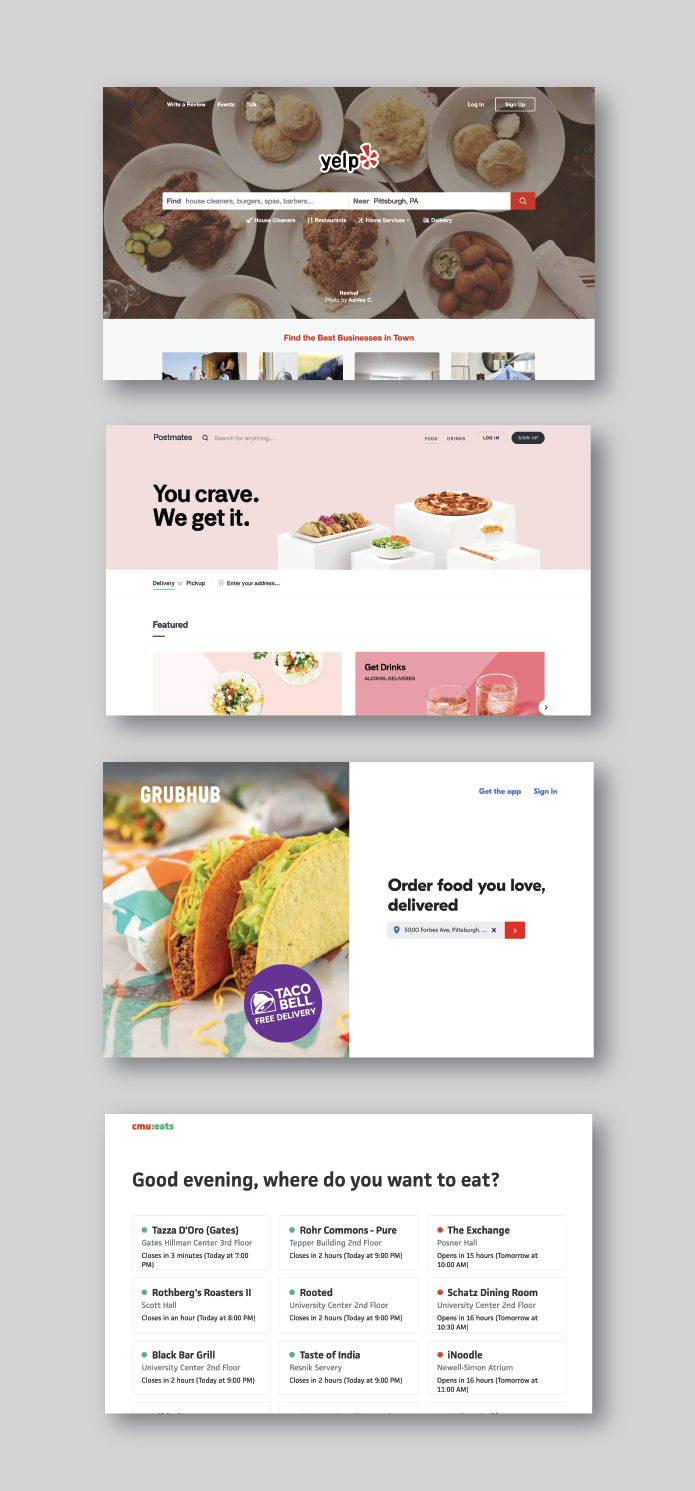 Write a Review Events Talk Log In Sign Up
yelp
Find house cleaners, burgers, spas, barbers... Near Pittsburgh, PA
House Cleaners Restaurants Home Services Delivery
Revival
Photo by Ashley C.
Find the Best Businesses in Town
Postmates Search for anything... FOOD DRINKS LOG IN SIGN UP
You crave.
We get it.
Delivery or Pickup Enter your address...
Featured
Get Drinks
ALCOHOL DELIVERED
GRUBHUB
Get the app Sign in
Order food you love,
delivered
5000 Forbes Ave, Pittsburgh, ...
TACO
BELL
FREE DELIVERY
cmu:eats
Good evening, where do you want to eat?
Tazza D'Oro (Gates)
Gates Hillman Center 3rd Floor
Closes in 3 minutes (Today at 7:00
PM)
Rohr Commons - Pure
Tepper Building 2nd Floor
Closes in 2 hours (Today at 9:00 PM)
The Exchange
Posner Hall
Opens in 15 hours (Tomorrow at
10:00 AM)
Rothberg's Roasters II
Scott Hall
Closes in an hour (Today at 8:00 PM)
Rooted
University Center 2nd Floor
Closes in 2 hours (Today at 9:00 PM)
Schatz Dining Room
University Center 2nd Floor
Opens in 16 hours (Tomorrow at
10:30 AM)
Black Bar Grill
University Center 2nd Floor
Closes in 2 hours (Today at 9:00 PM)
Taste of India
Resnik Servery
Closes in 2 hours (Today at 9:00 PM)
iNoodle
Newell-Simon Atrium
Opens in 16 hours (Tomorrow at
11:00 AM)